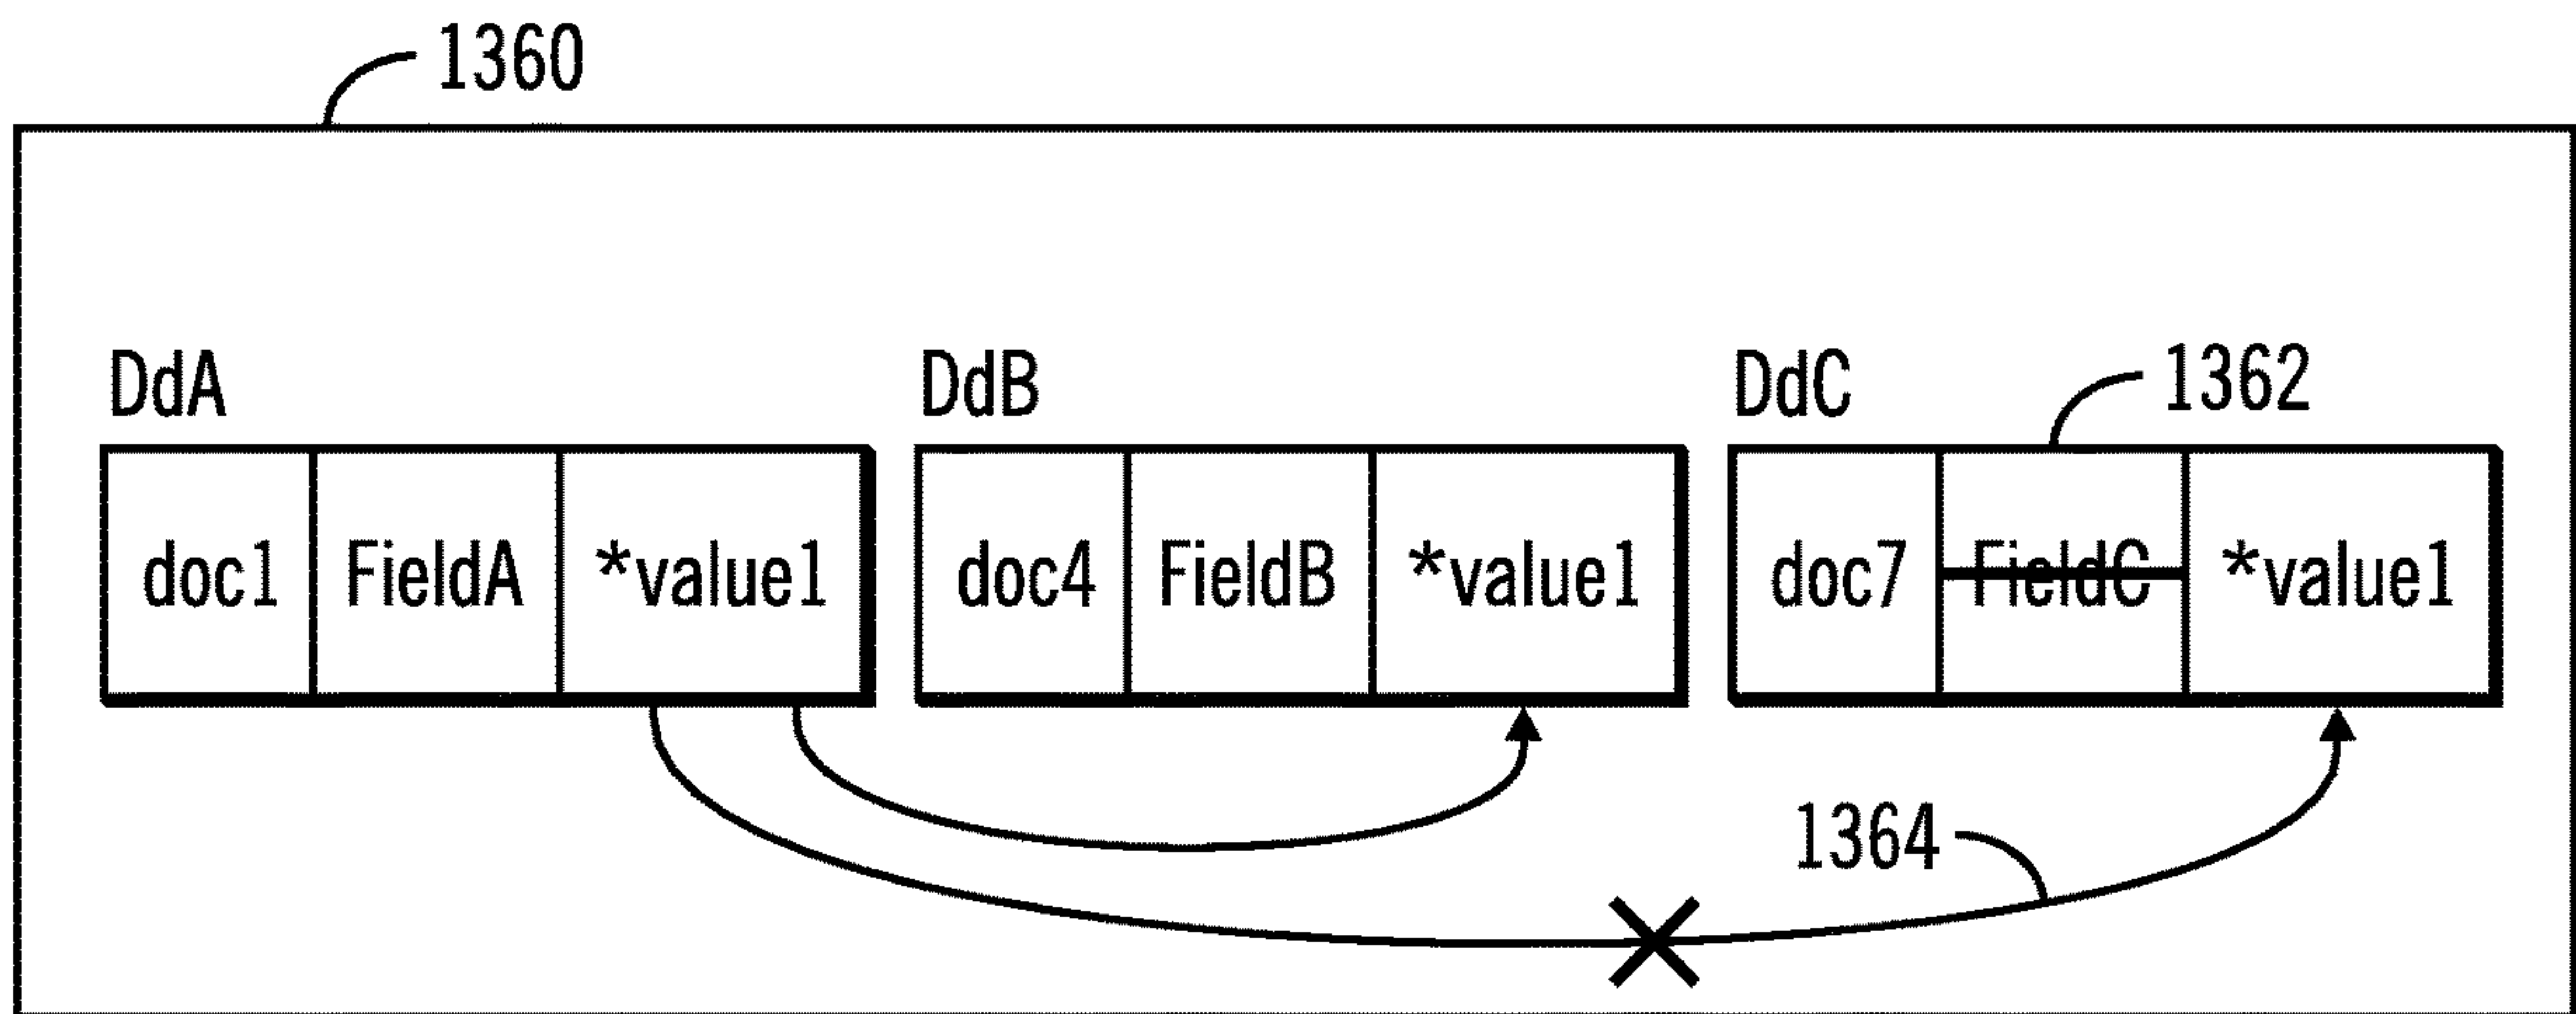 1360
DdA DdB DdC 1362
doc1 FieldA *value1 doc4 FieldB *value1 doc7 FieldC *value1
1364